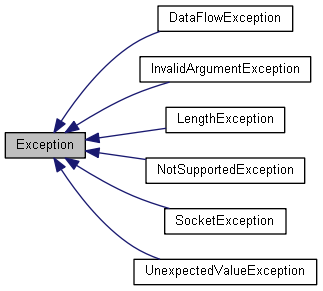 DataFlowException
InvalidArgumentException
LengthException
Exception
NotSupportedException
SocketException
UnexpectedValueException